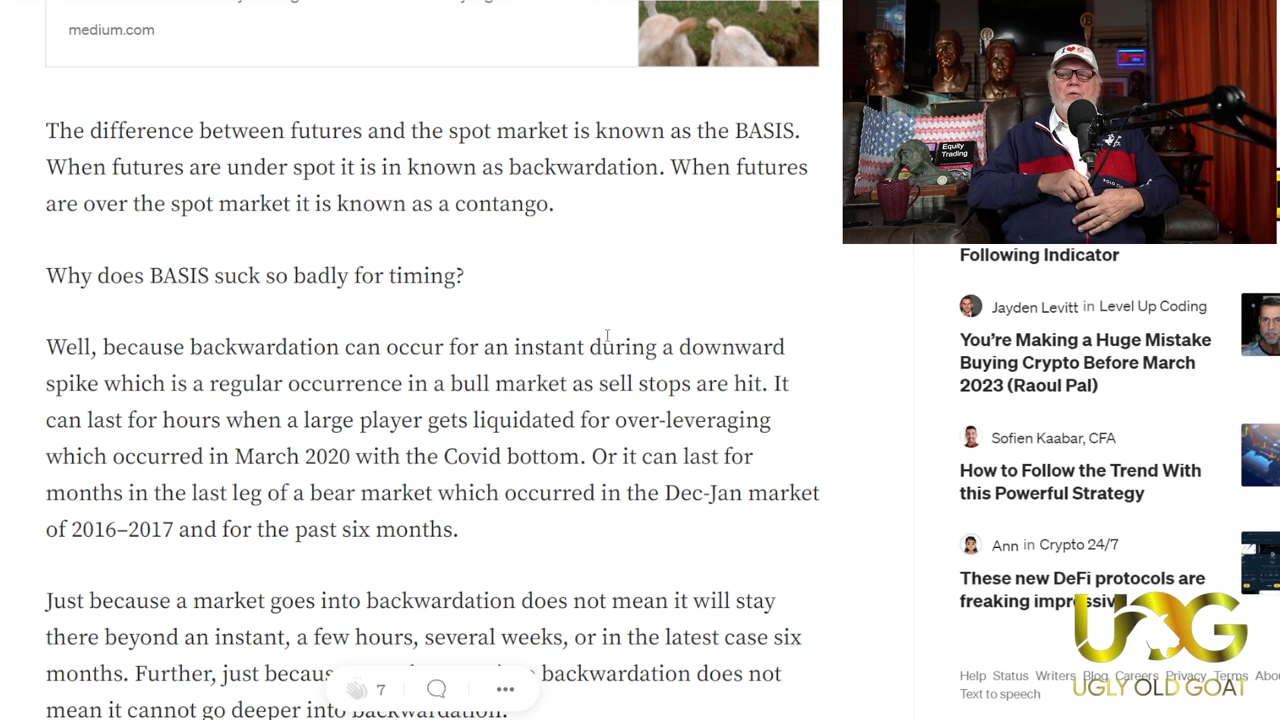 medium.com
The difference between futures and the spot market is known as the BASIS.
When futures are under spot it is in known as backwardation. When futures
are over the spot market it is known as a contango.
Why does BASIS suck so badly for timing?
Well, because backwardation can occur for an instant during a downward
spike which is a regular occurrence in a bull market as sell stops are hit. It
can last for hours when a large player gets liquidated for over-leveraging
which occurred in March 2020 with the Covid bottom. Or it can last for
months in the last leg of a bear market which occurred in the Dec-Jan market
of 2016–2017 and for the past six months.
Just because a market goes into backwardation does not mean it will stay
there beyond an instant, a few hours, several weeks, or in the latest case six
months. Further, just backwardation does not
mean it cannot go deeper into backwardation.
7
Equity
Trading
Following Indicator
Jayden Levitt in Level Up Coding
You’re Making a Huge Mistake
Buying Crypto Before March
2023 (Raoul Pal)
Sofien Kaabar, CFA
How to Follow the Trend With
this Powerful Strategy
Ann in Crypto 24/7
These new DeFi protocols are
freaking
Help Status Writers Blog Careers Privacy Terms
Text to speech
UOG
UGLY OLD GOAT